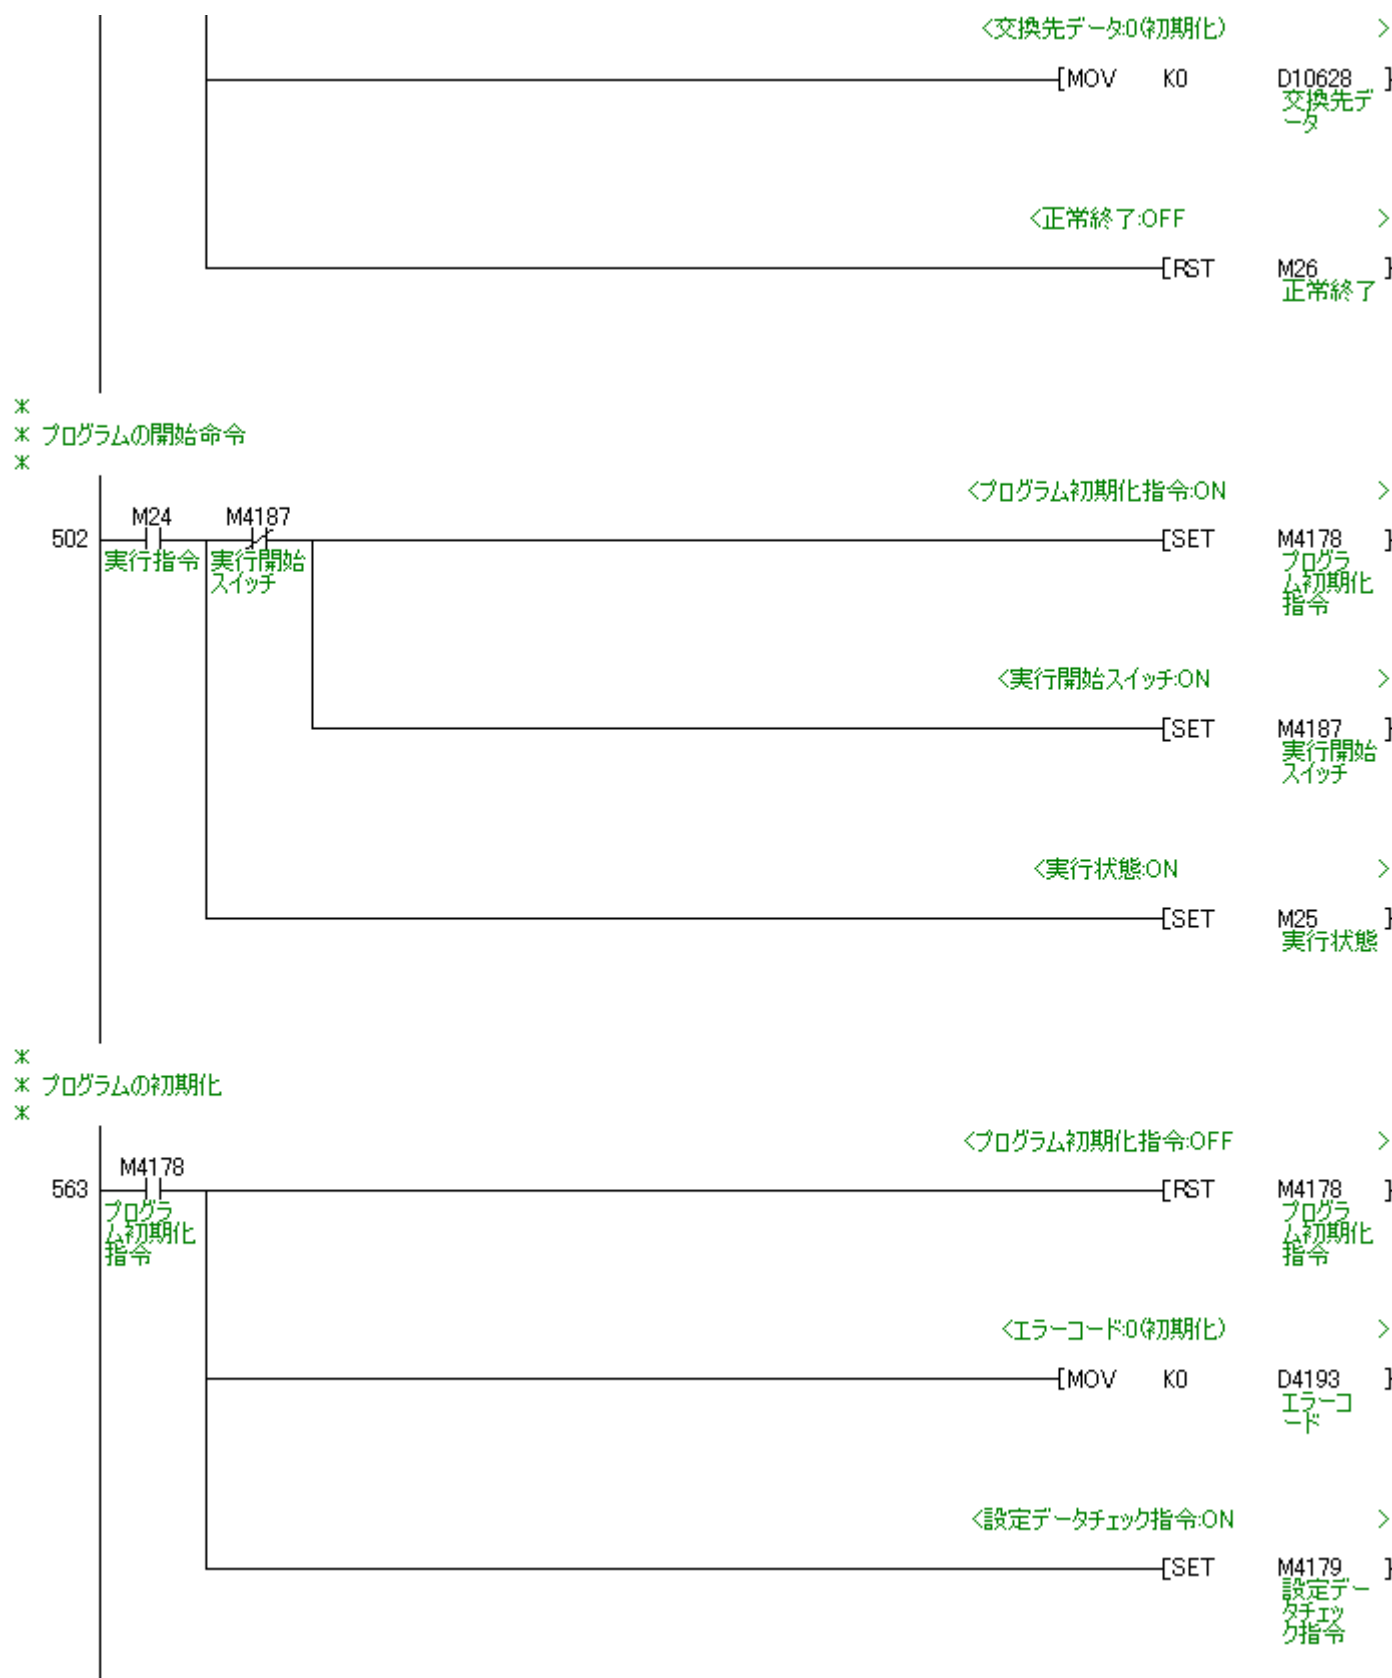 <交換先データ:0(初期化) >
[MOV K0 D10628 ]
交換先デ
ータ
<正常終了:OFF >
[RST M26 ]
正常終了
*
* プログラムの開始命令
*
<プログラム初期化指令:ON >
M24 M4187
502 [SET M4178 ]
実行指令 実行開始
スイッチ
プログラ
ム初期化
指令
<実行開始スイッチ:ON >
[SET M4187 ]
実行開始
スイッチ
<実行状態:ON >
[SET M25 ]
実行状態
*
* プログラムの初期化
*
<プログラム初期化指令:OFF >
M4178
563 [RST M4178 ]
プログラ
ム初期化
指令
プログラ
ム初期化
指令
<エラーコード:0(初期化) >
[MOV K0 D4193 ]
エラーコ
ード
<設定データチェック指令:ON >
[SET M4179 ]
設定デー
タチェッ
ク指令